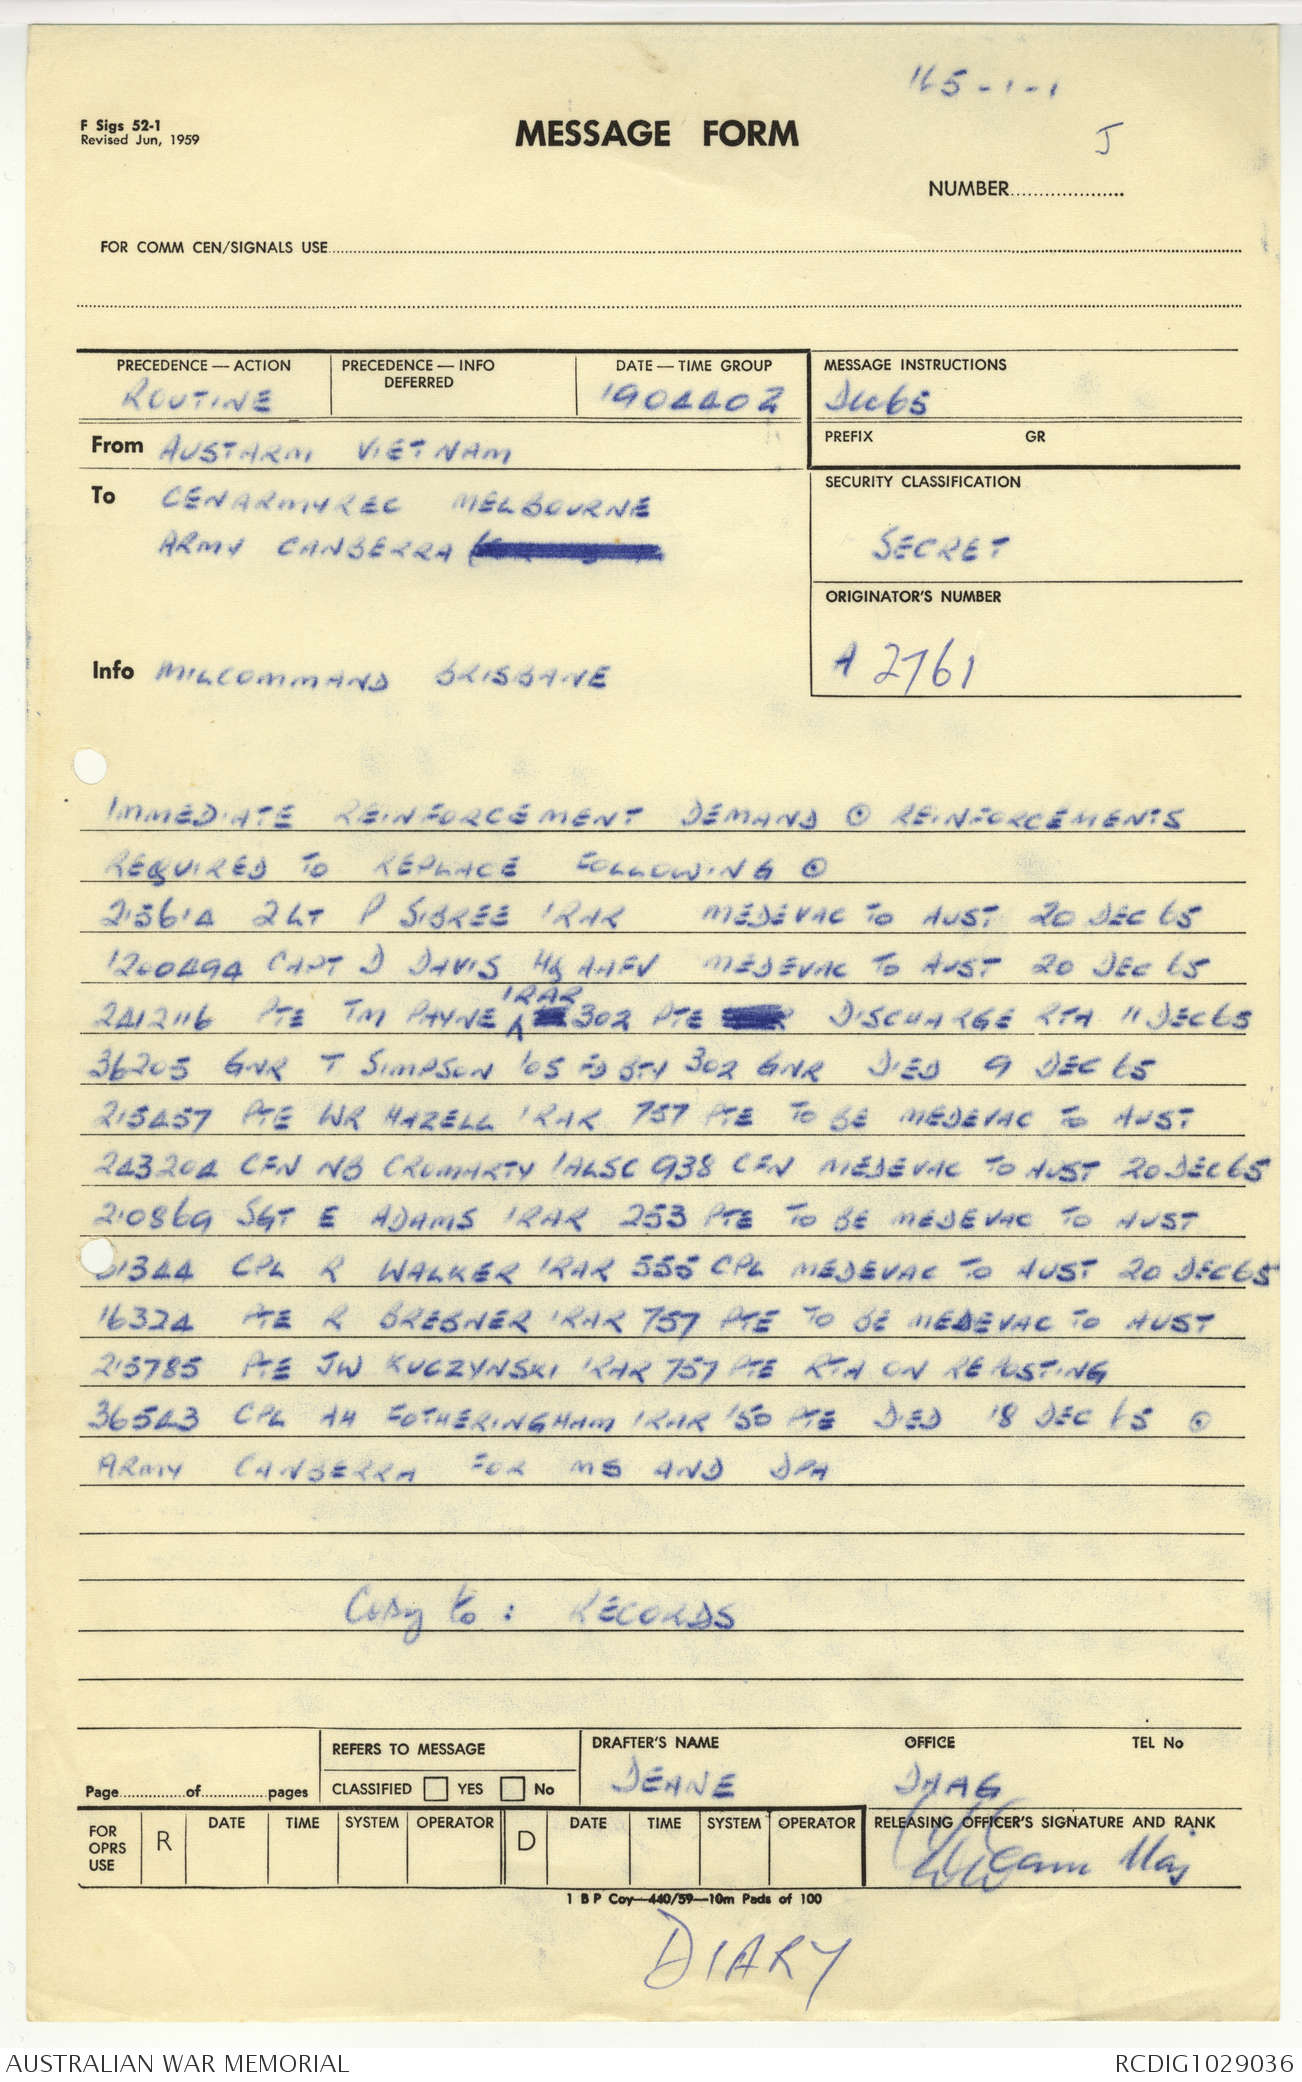 165-1-1
F Sigs 52-1
Revised Jun, 1959
MESSAGE FORM
J
NUMBER....................
FOR COMM CEN/SIGNALS USE
PRECEDENCE — ACTION
ROUTINE
PRECEDENCE — INFO
DEFERRED
DATE — TIME GROUP
190440Z
MESSAGE INSTRUCTIONS
Dec 65
PREFIX GR
From AUSTARM VIETNAM
To CENARMYREC MELBOURNE
ARMY CANBERRA
SECURITY CLASSIFICATION
SECRET
ORIGINATOR'S NUMBER
A 2761
Info MILCOMMAND BRISBANE
IMMEDIATE REINFORCEMENT DEMAND ⊙ REINFORCEMENTS
REQUIRED TO REPLACE FOLLOWING ⊙
215614 2LT P SIBREE 1RAR MEDEVAC TO AUST 20 DEC 65
1200494 CAPT D DAVIS HQ AAFV MEDEVAC TO AUST 20 DEC 65
2412116 PTE TM PAYNE 1RAR 302 PTE DISCHARGE RTA 11 DEC 65
36205 GNR T SIMPSON 105 FD BTY 302 GNR DIED 9 DEC 65
215457 PTE WR HAZELL 1RAR 757 PTE TO BE MEDEVAC TO AUST
243204 CFN NB CROMARTY 1ALSC 938 CFN MEDEVAC TO AUST 20 DEC 65
210869 SGT E ADAMS 1RAR 253 PTE TO BE MEDEVAC TO AUST
1344 CPL R WALKER 1RAR 555 CPL MEDEVAC TO AUST 20 DEC 65
16324 PTE R BREBNER 1RAR 757 PTE TO BE MEDEVAC TO AUST
215785 PTE JW KUCZYNSKI 1RAR 757 PTE RTA ON REPOSTING
36543 CPL AH FOTHERINGHAM 1RAR 150 PTE DIED 18 DEC 65 ⊙
ARMY CANBERRA FOR MS AND DPA
Copy to : RECORDS
Page...............of...............pages
REFERS TO MESSAGE
CLASSIFIED YES No
DRAFTER'S NAME
DEANE
OFFICE
DAAG
TEL No
FOR OPRS USE
R DATE TIME SYSTEM OPERATOR
D DATE TIME SYSTEM OPERATOR
RELEASING OFFICER'S SIGNATURE AND RANK
Maj
1 B P Coy—440/59—10m Pads of 100
DIARY
AUSTRALIAN WAR MEMORIAL
RCDIG1029036